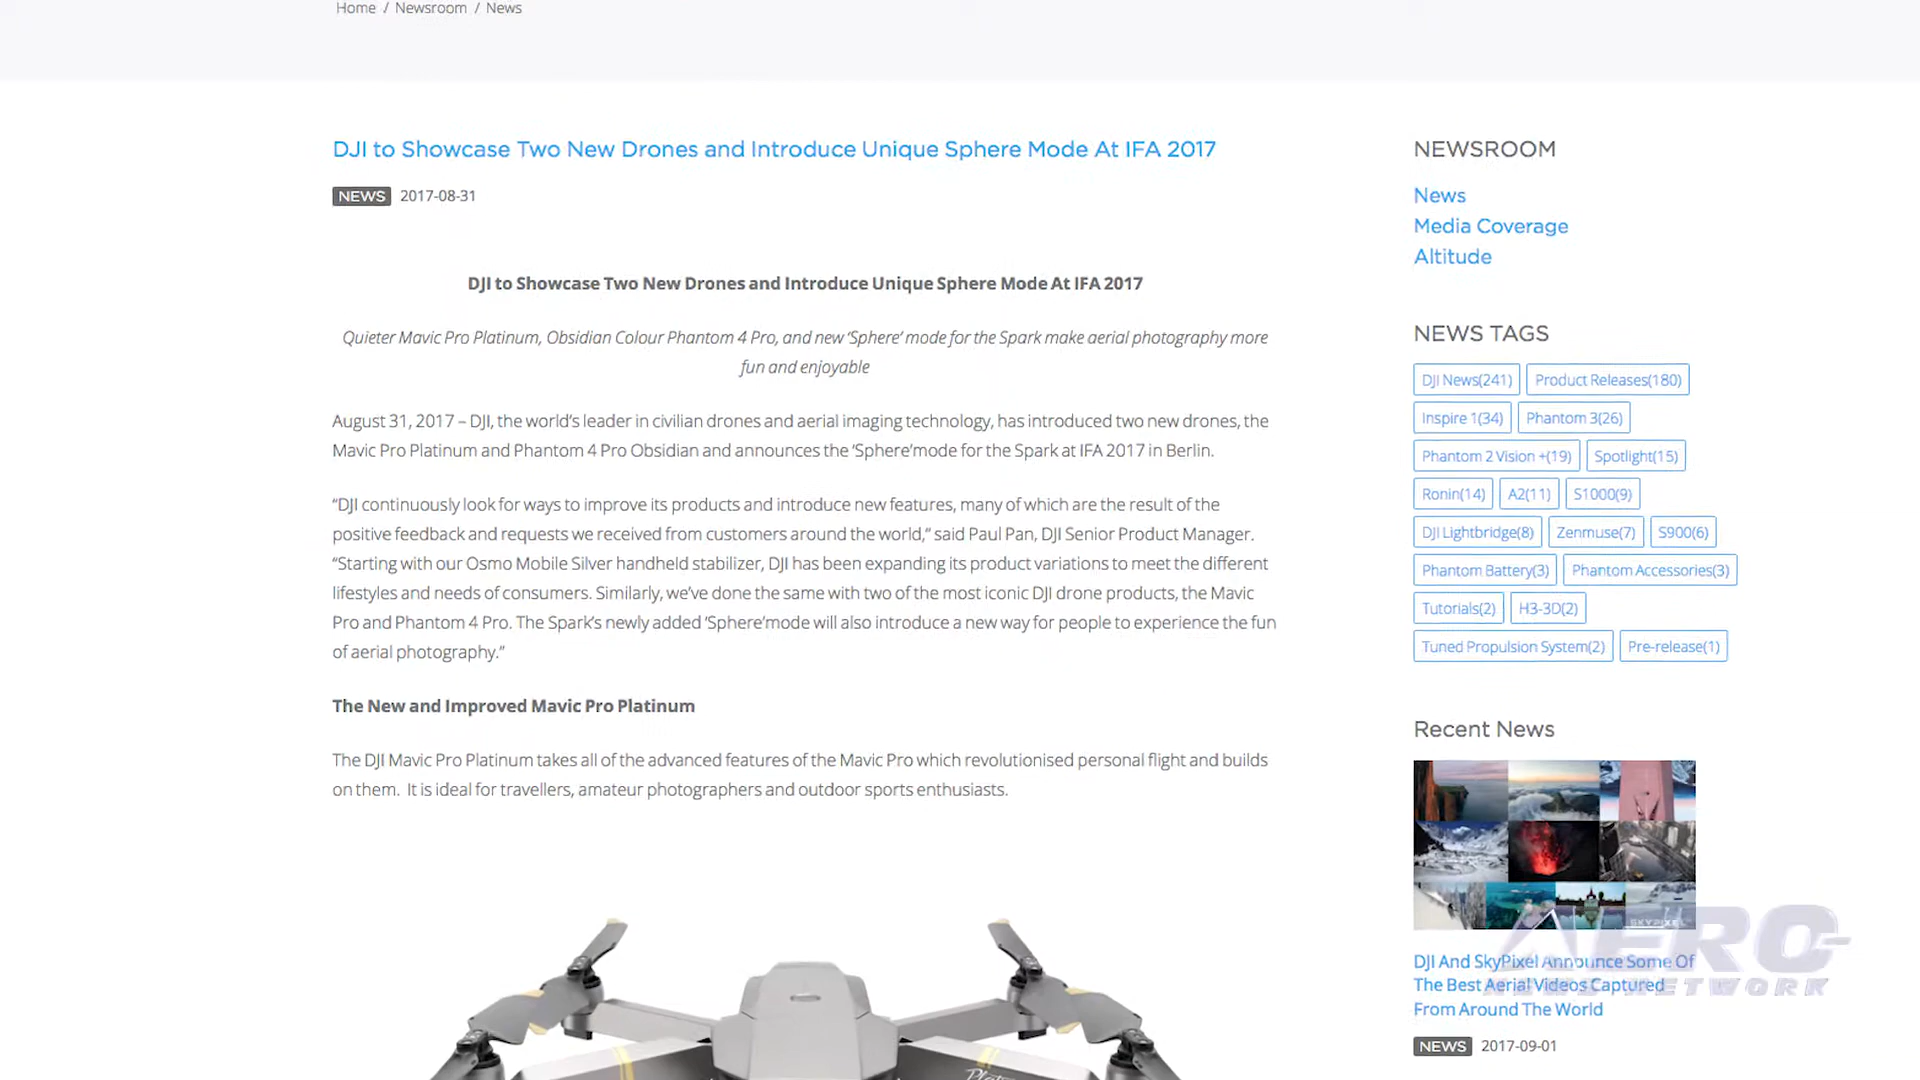 Home / Newsroom / News
DJI to Showcase Two New Drones and Introduce Unique Sphere Mode At IFA 2017
NEWS 2017-08-31
DJI to Showcase Two New Drones and Introduce Unique Sphere Mode At IFA 2017
Quieter Mavic Pro Platinum, Obsidian Colour Phantom 4 Pro, and new ‘Sphere’ mode for the Spark make aerial photography more
fun and enjoyable
August 31, 2017 – DJI, the world’s leader in civilian drones and aerial imaging technology, has introduced two new drones, the
Mavic Pro Platinum and Phantom 4 Pro Obsidian and announces the ‘Sphere’mode for the Spark at IFA 2017 in Berlin.
“DJI continuously look for ways to improve its products and introduce new features, many of which are the result of the
positive feedback and requests we received from customers around the world,“ said Paul Pan, DJI Senior Product Manager.
“Starting with our Osmo Mobile Silver handheld stabilizer, DJI has been expanding its product variations to meet the different
lifestyles and needs of consumers. Similarly, we’ve done the same with two of the most iconic DJI drone products, the Mavic
Pro and Phantom 4 Pro. The Spark’s newly added ‘Sphere’mode will also introduce a new way for people to experience the fun
of aerial photography.”
The New and Improved Mavic Pro Platinum
The DJI Mavic Pro Platinum takes all of the advanced features of the Mavic Pro which revolutionised personal flight and builds
on them. It is ideal for travellers, amateur photographers and outdoor sports enthusiasts.
NEWSROOM
News
Media Coverage
Altitude
NEWS TAGS
DJI News(241) Product Releases(180)
Inspire 1(34) Phantom 3(26)
Phantom 2 Vision +(19) Spotlight(15)
Ronin(14) A2(11) S1000(9)
DJI Lightbridge(8) Zenmuse(7) S900(6)
Phantom Battery(3) Phantom Accessories(3)
Tutorials(2) H3-3D(2)
Tuned Propulsion System(2) Pre-release(1)
Recent News
SKYPIXEL
DJI And SkyPixel Announce Some Of
The Best Aerial Videos Captured
From Around The World
NEWS 2017-09-01
AERO-
NEWS NETWORK